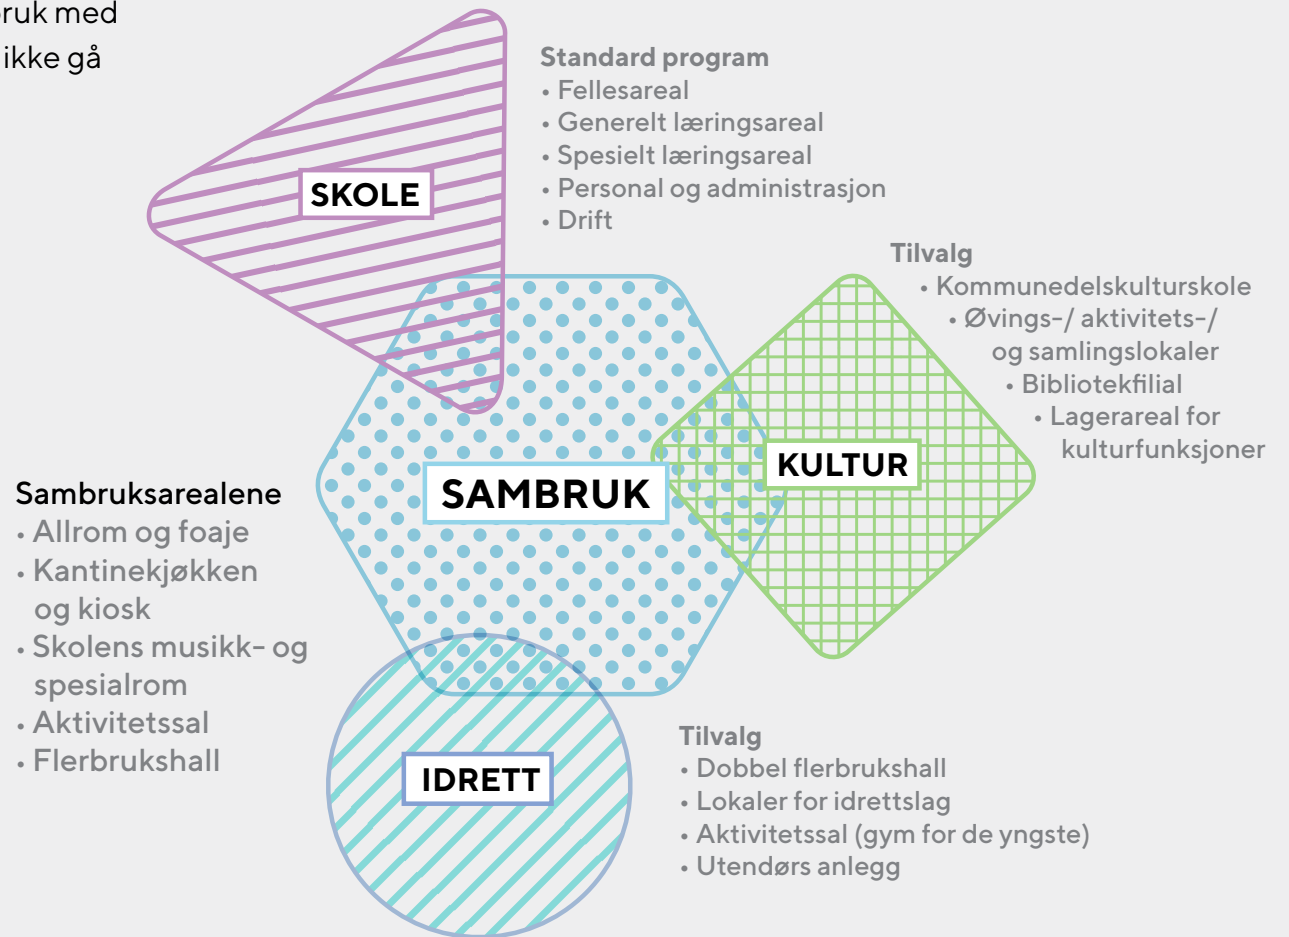 bruk med
ikke gå
Standard program
• Fellesareal
• Generelt læringsareal
• Spesielt læringsareal
• Personal og administrasjon
• Drift
SKOLE
Tilvalg
• Kommunedelskulturskole
• Øvings-/ aktivitets-/
og samlingslokaler
• Bibliotekfilial
• Lagerareal for
kulturfunksjoner
KULTUR
SAMBRUK
Sambruksarealene
• Allrom og foaje
• Kantinekjøkken
og kiosk
• Skolens musikk- og
spesialrom
• Aktivitetssal
• Flerbrukshall
IDRETT
Tilvalg
• Dobbel flerbrukshall
• Lokaler for idrettslag
• Aktivitetssal (gym for de yngste)
• Utendørs anlegg